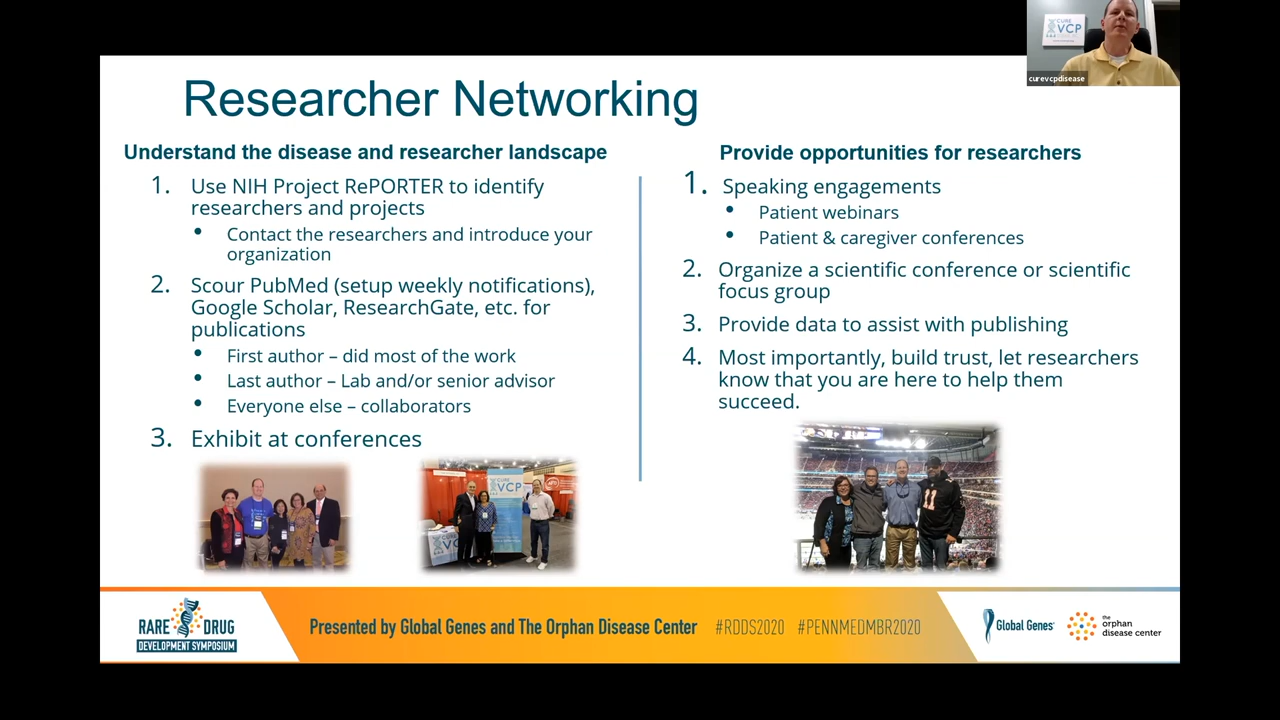 CURE
VCP
curevcpdisease
Researcher Networking
Understand the disease and researcher landscape
1. Use NIH Project RePORTER to identify
researchers and projects
• Contact the researchers and introduce your
organization
2. Scour PubMed (setup weekly notifications),
Google Scholar, ResearchGate, etc. for
publications
• First author – did most of the work
• Last author – Lab and/or senior advisor
• Everyone else – collaborators
3. Exhibit at conferences
Provide opportunities for researchers
1. Speaking engagements
• Patient webinars
• Patient & caregiver conferences
2. Organize a scientific conference or scientific
focus group
3. Provide data to assist with publishing
4. Most importantly, build trust, let researchers
know that you are here to help them
succeed.
CURE
VCP
VCP
11
RARE DRUG
DEVELOPMENT SYMPOSIUM
Presented by Global Genes and The Orphan Disease Center #RDDS2020 #PENNMEDMBR2020
Global Genes
the
orphan
disease center